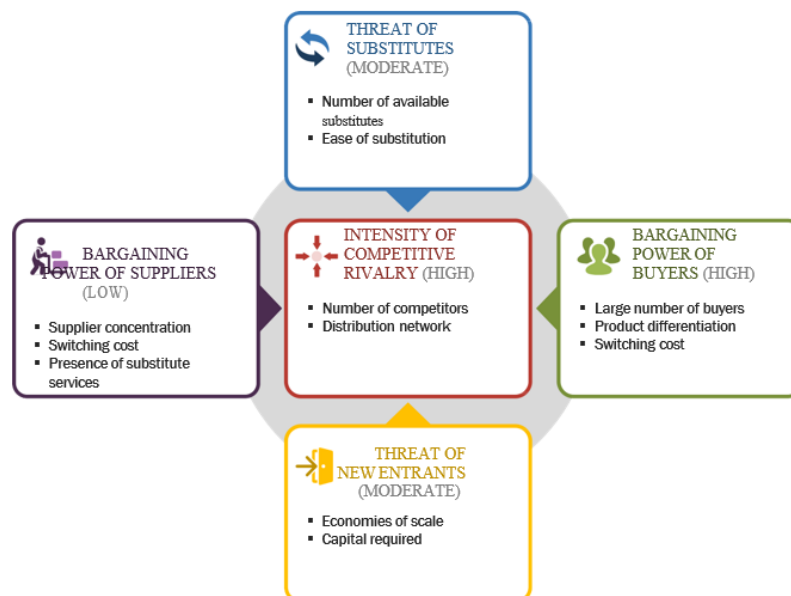 THREAT OF
SUBSTITUTES
(MODERATE)
▪ Number of available
substitutes
▪ Ease of substitution
BARGAINING
POWER OF SUPPLIERS
(LOW)
▪ Supplier concentration
▪ Switching cost
▪ Presence of substitute
services
INTENSITY OF
COMPETITIVE
RIVALRY (HIGH)
▪ Number of competitors
▪ Distribution network
BARGAINING
POWER OF
BUYERS (HIGH)
▪ Large number of buyers
▪ Product differentiation
▪ Switching cost
THREAT OF
NEW ENTRANTS
(MODERATE)
▪ Economies of scale
▪ Capital required